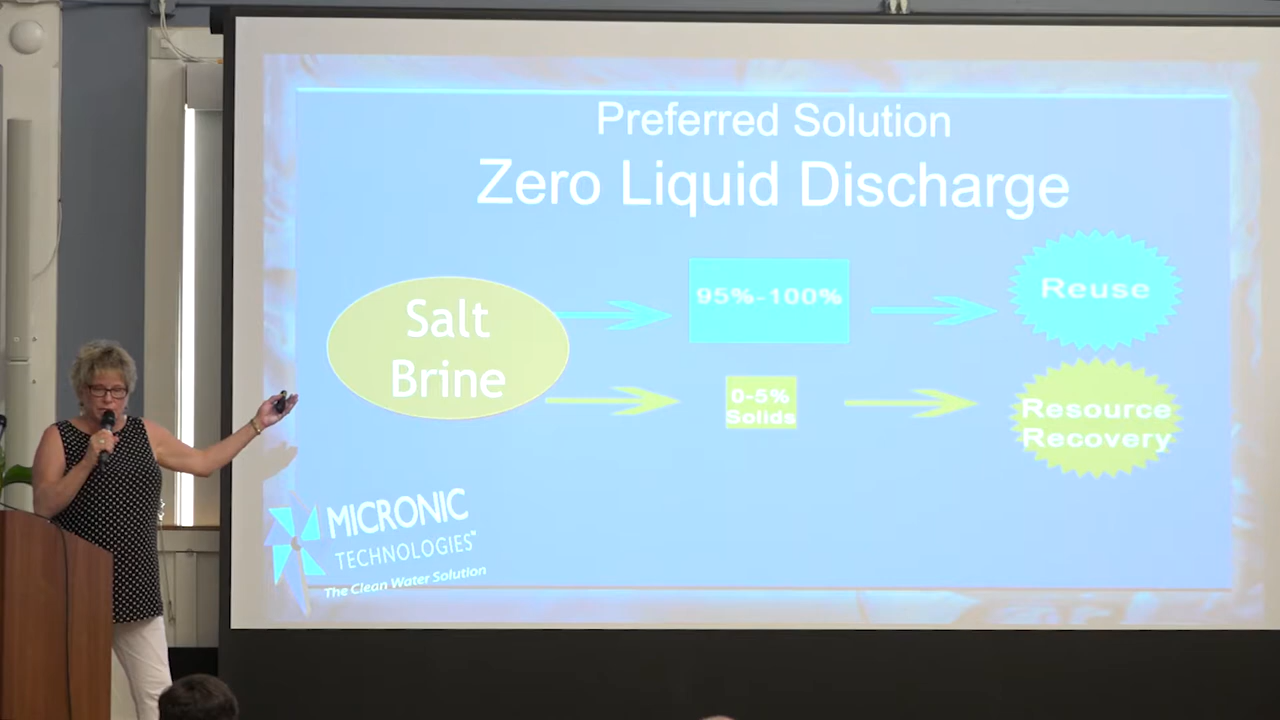 Preferred Solution
Zero Liquid Discharge
Salt
Brine
95%-100%
Reuse
0-5%
Solids
Resource
Recovery
MICRONIC
TECHNOLOGIES™
The Clean Water Solution